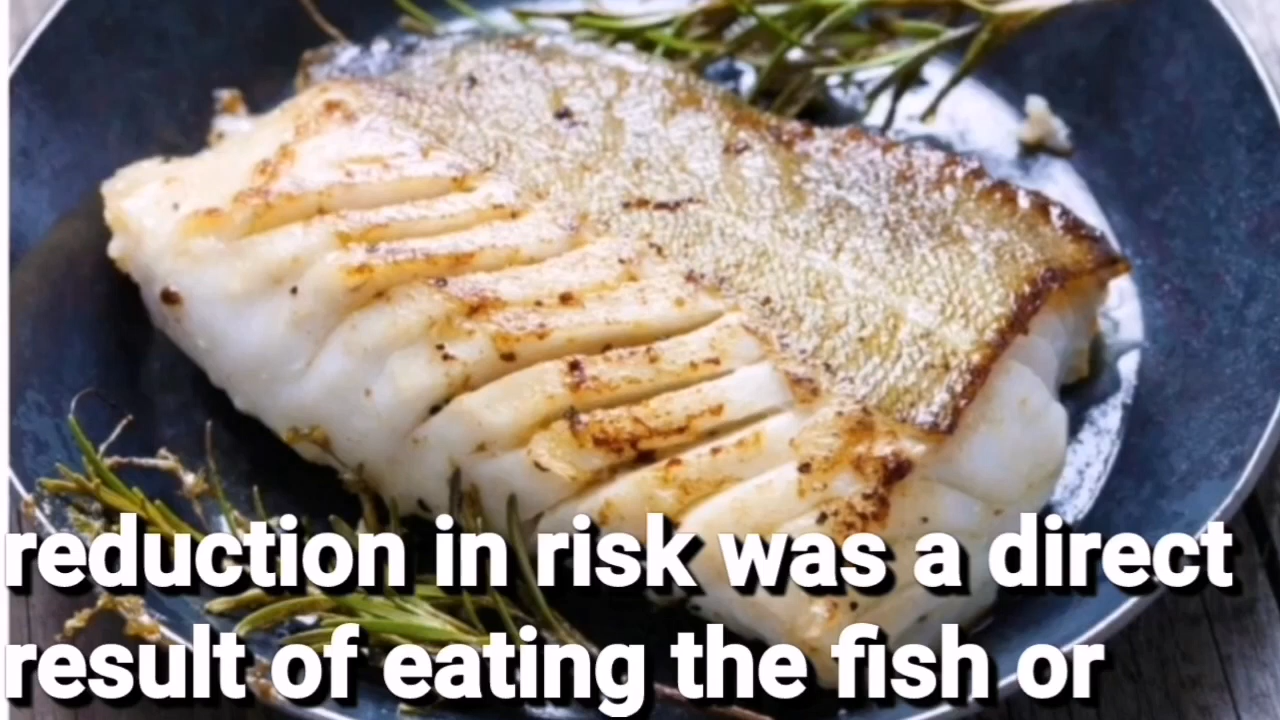 reduction in risk was a direct
result of eating the fish or